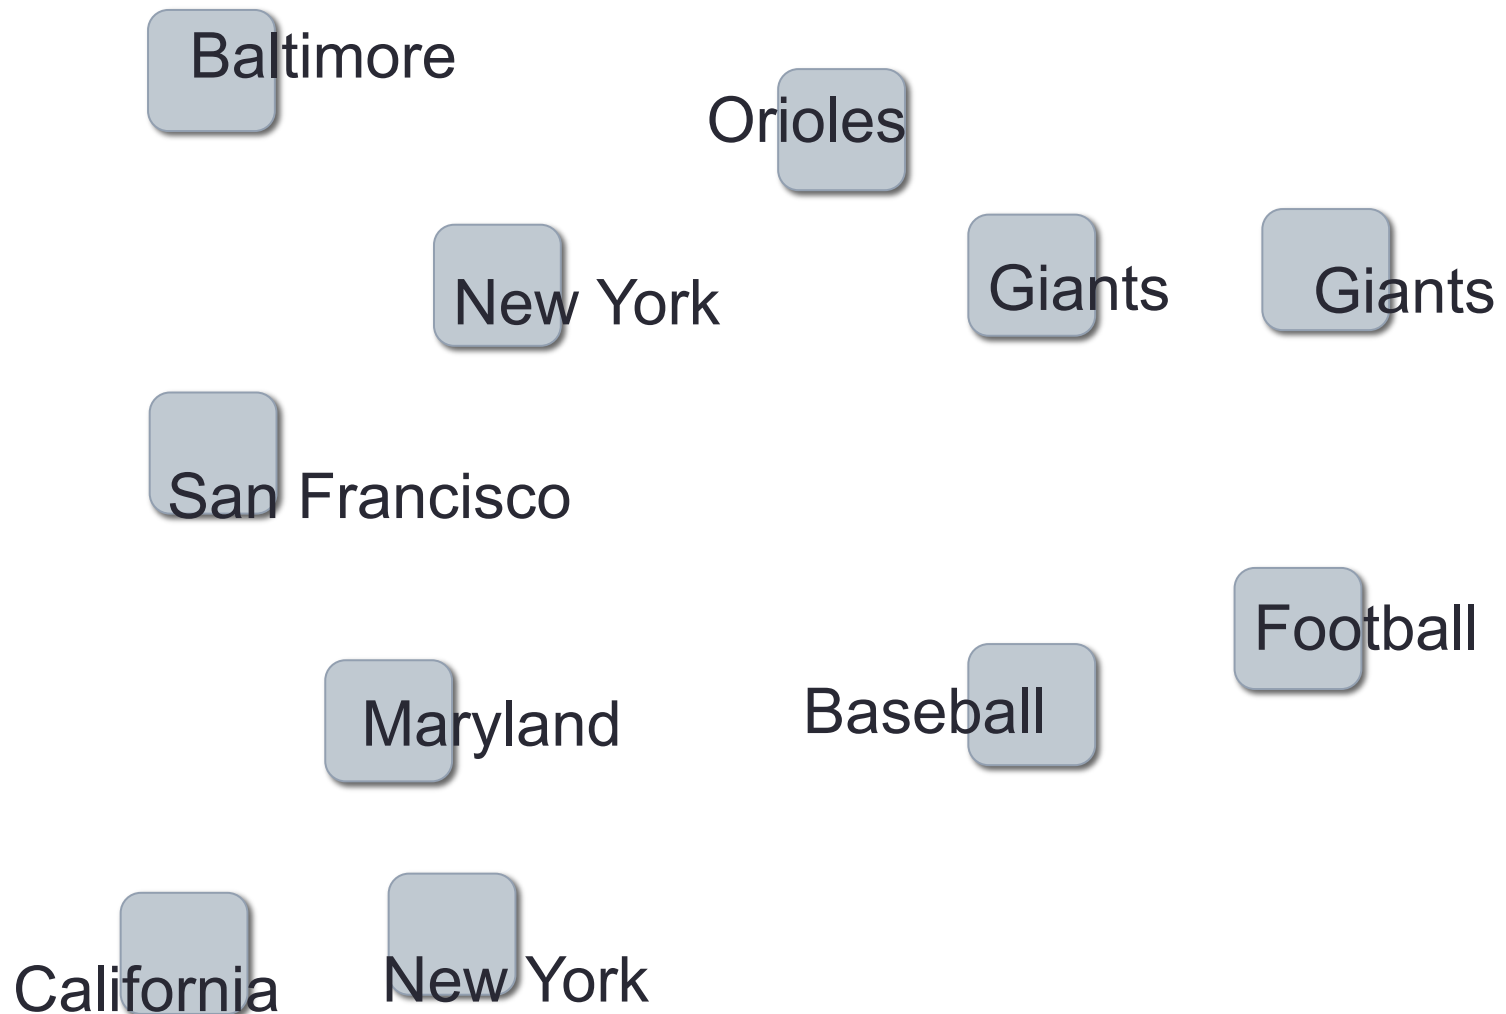 Baltimore
Orioles
New York
Giants
Giants
San Francisco
Football
Maryland
Baseball
California
New York